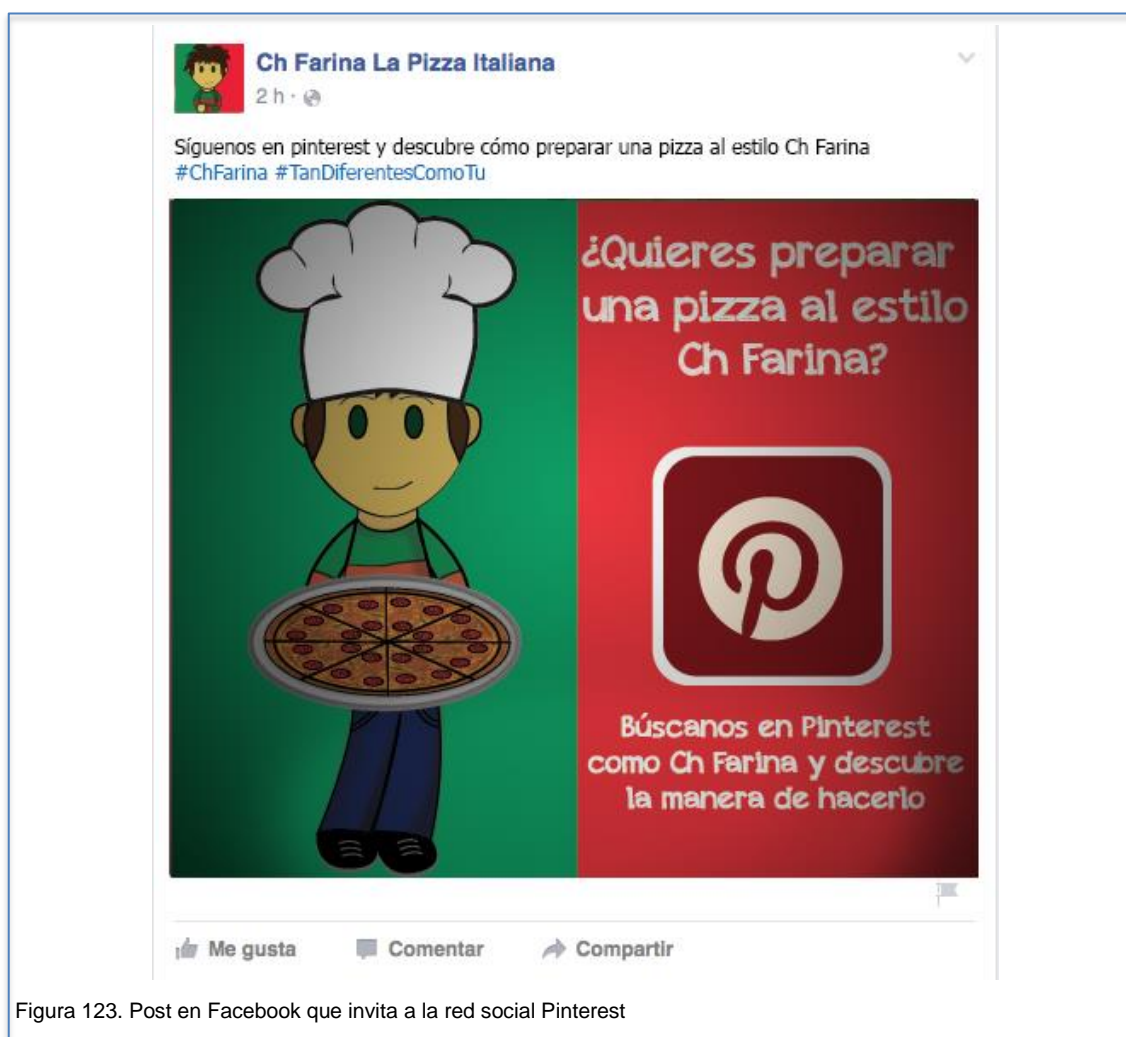 Ch Farina La Pizza Italiana
2 h ·
Síguenos en pinterest y descubre cómo preparar una pizza al estilo Ch Farina
#ChFarina #TanDiferentesComoTu
¿Quieres preparar
una pizza al estilo
Ch Farina?
Búscanos en Pinterest
como Ch Farina y descubre
la manera de hacerlo
Me gusta Comentar Compartir
Figura 123. Post en Facebook que invita a la red social Pinterest